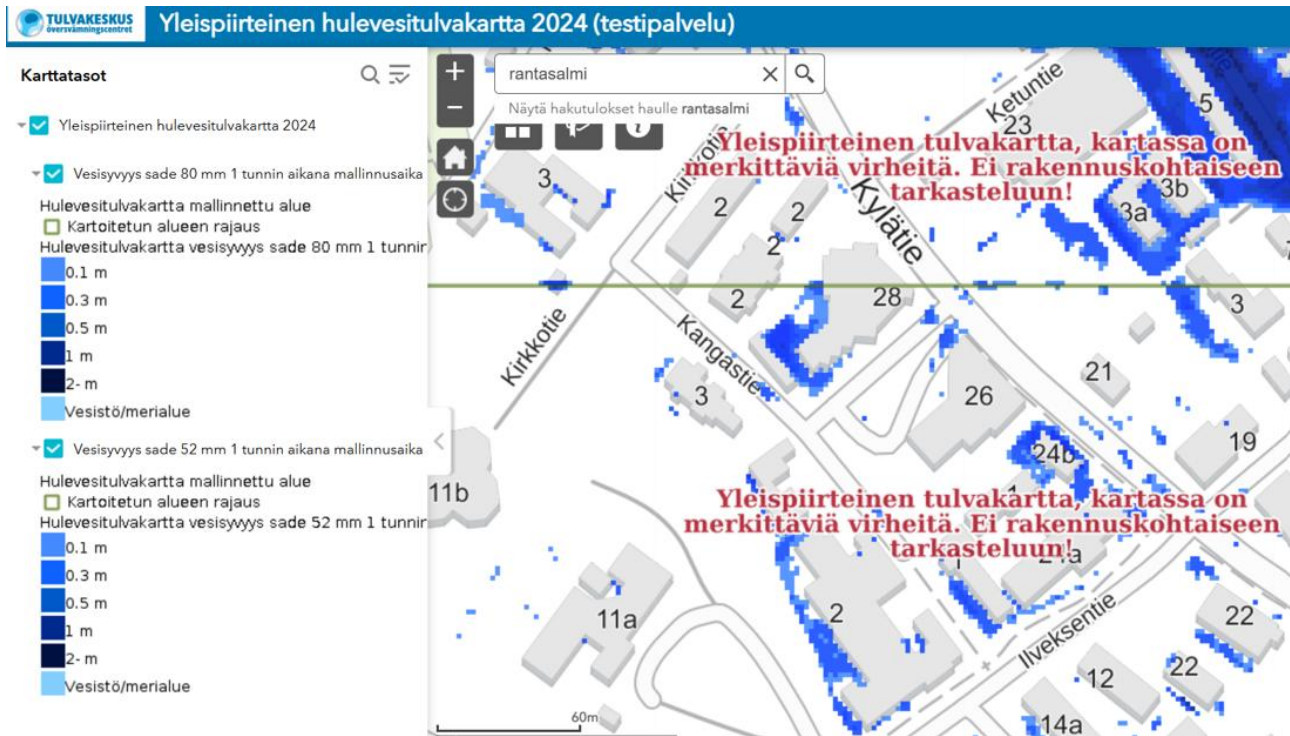 TULVAKESKUS
översvämningscentret
Yleispiirteinen hulevesitulvakartta 2024 (testipalvelu)
Karttatasot
Yleispiirteinen hulevesitulvakartta 2024
Vesisyvyys sade 80 mm 1 tunnin aikana mallinnusaika
Hulevesitulvakartta mallinnettu alue
Kartoitetun alueen rajaus
Hulevesitulvakartta vesisyvyys sade 80 mm 1 tunnir
0.1 m
0.3 m
0.5 m
1 m
2- m
Vesistö/merialue
Vesisyvyys sade 52 mm 1 tunnin aikana mallinnusaika
Hulevesitulvakartta mallinnettu alue
Kartoitetun alueen rajaus
Hulevesitulvakartta vesisyvyys sade 52 mm 1 tunnir
0.1 m
0.3 m
0.5 m
1 m
2- m
Vesistö/merialue
+
−
rantasalmi
Näytä hakutulokset haulle rantasalmi
Ketuntie
5
23
Yleispiirteinen tulvakartta, kartassa on
merkittäviä virheitä. Ei rakennuskohtaiseen
tarkasteluun!
3
Kirkkotie
2
2
2
2
Kylätie
3a
3b
28
3
Kirkkotie
Kangastie
3
26
21
19
24b
11b
1
Yleispiirteinen tulvakartta, kartassa on
merkittäviä virheitä. Ei rakennuskohtaiseen
tarkasteluun!
1
24a
11a
2
Ilveksentie
22
22
12
14a
60m